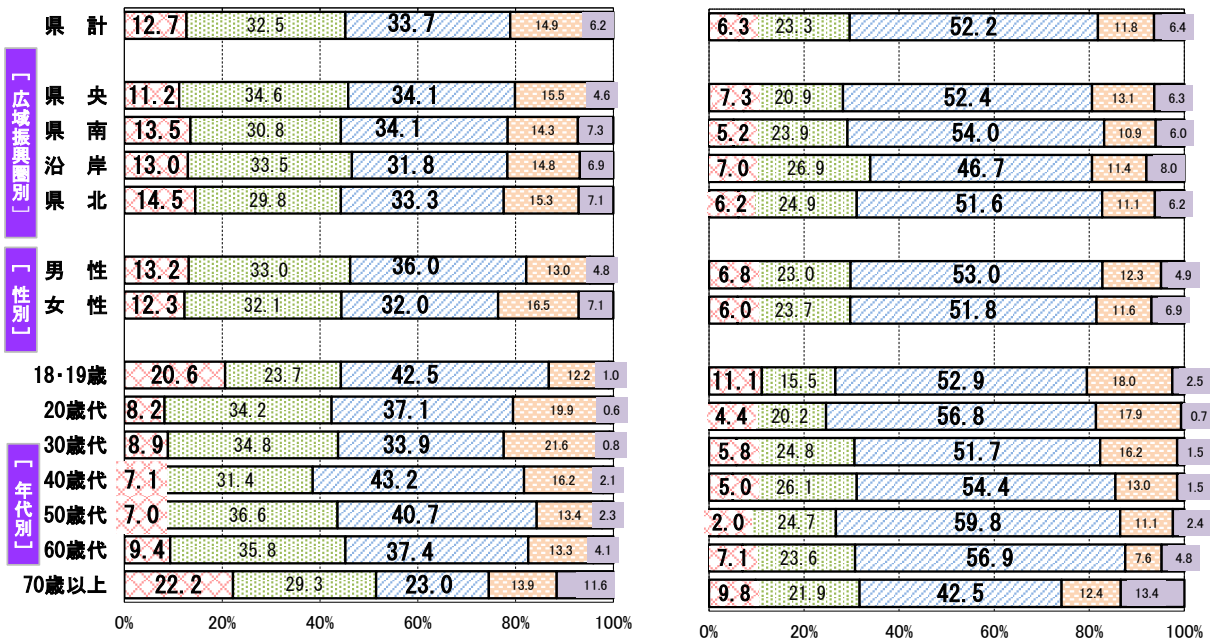 県 計 12.7 32.5 33.7 14.9 6.2 6.3 23.3 52.2 11.8 6.4
[広域振興圏別]
県 央 11.2 34.6 34.1 15.5 4.6 7.3 20.9 52.4 13.1 6.3
県 南 13.5 30.8 34.1 14.3 7.3 5.2 23.9 54.0 10.9 6.0
沿 岸 13.0 33.5 31.8 14.8 6.9 7.0 26.9 46.7 11.4 8.0
県 北 14.5 29.8 33.3 15.3 7.1 6.2 24.9 51.6 11.1 6.2
[性別]
男 性 13.2 33.0 36.0 13.0 4.8 6.8 23.0 53.0 12.3 4.9
女 性 12.3 32.1 32.0 16.5 7.1 6.0 23.7 51.8 11.6 6.9
18・19歳 20.6 23.7 42.5 12.2 1.0 11.1 15.5 52.9 18.0 2.5
20歳代 8.2 34.2 37.1 19.9 0.6 4.4 20.2 56.8 17.9 0.7
[年代別]
30歳代 8.9 34.8 33.9 21.6 0.8 5.8 24.8 51.7 16.2 1.5
40歳代 7.1 31.4 43.2 16.2 2.1 5.0 26.1 54.4 13.0 1.5
50歳代 7.0 36.6 40.7 13.4 2.3 2.0 24.7 59.8 11.1 2.4
60歳代 9.4 35.8 37.4 13.3 4.1 7.1 23.6 56.9 7.6 4.8
70歳以上 22.2 29.3 23.0 13.9 11.6 9.8 21.9 42.5 12.4 13.4
0% 20% 40% 60% 80% 100% 0% 20% 40% 60% 80% 100%